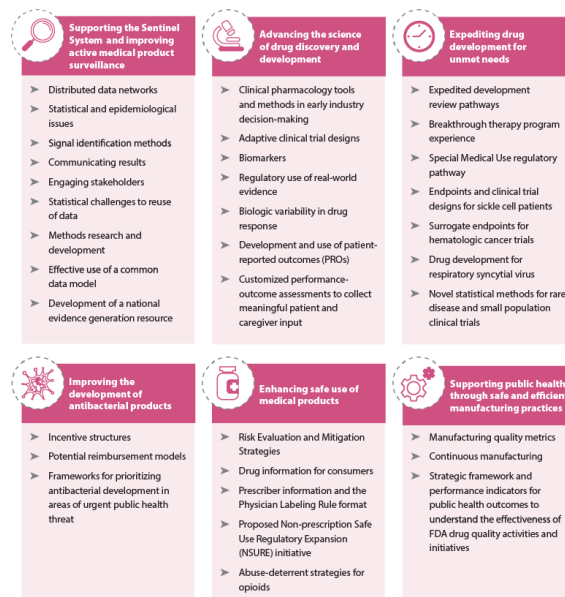 Supporting the Sentinel
System and improving
active medical product
surveillance
Distributed data networks
Statistical and epidemiological
issues
Signal identification methods
Communicating results
Engaging stakeholders
Statistical challenges to reuse
of data
Methods research and
development
Effective use of a common
data model
Development of a national
evidence generation resource
Advancing the science
of drug discovery and
development
Clinical pharmacology tools
and methods in early industry
decision-making
Adaptive clinical trial designs
Biomarkers
Regulatory use of real-world
evidence
Biologic variability in drug
response
Development and use of patient-
reported outcomes (PROs)
Customized performance-
outcome assessments to collect
meaningful patient and
caregiver input
Expediting drug
development for
unmet needs
Expedited development
review pathways
Breakthrough therapy program
experience
Special Medical Use regulatory
pathway
Endpoints and clinical trial
designs for sickle cell patients
Surrogate endpoints for
hematologic cancer trials
Drug development for
respiratory syncytial virus
Novel statistical methods for rare
disease and small population
clinical trials
Improving the
development of
antibacterial products
Incentive structures
Potential reimbursement models
Frameworks for prioritizing
antibacterial development in
areas of urgent public health
threat
Enhancing safe use of
medical products
Risk Evaluation and Mitigation
Strategies
Drug information for consumers
Prescriber information and the
Physician Labeling Rule format
Proposed Non-prescription Safe
Use Regulatory Expansion
(NSURE) initiative
Abuse-deterrent strategies for
opioids
Supporting public health
through safe and efficient
manufacturing practices
Manufacturing quality metrics
Continuous manufacturing
Strategic framework and
performance indicators for
public health outcomes to
understand the effectiveness of
FDA drug quality activities and
initiatives